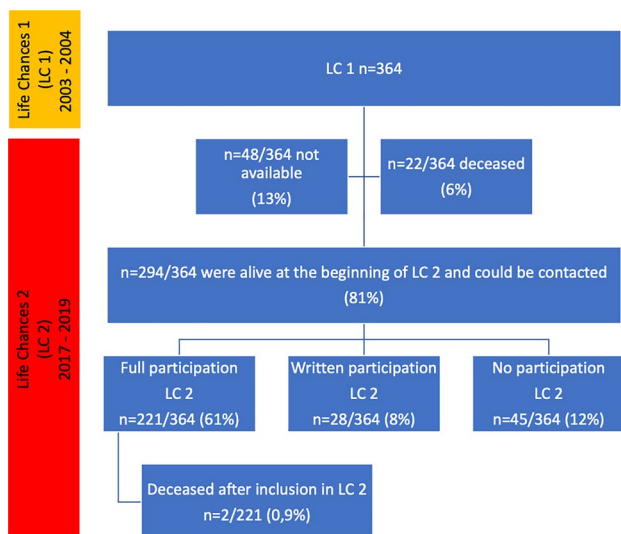 Life Chances 1
(LC 1)
2003 - 2004
LC 1 n=364
n=48/364 not
available
(13%)
n=22/364 deceased
(6%)
Life Chances 2
(LC 2)
2017 - 2019
n=294/364 were alive at the beginning of LC 2 and could be contacted
(81%)
Full participation
LC 2
n=221/364 (61%)
Written participation
LC 2
n=28/364 (8%)
No participation
LC 2
n=45/364 (12%)
Deceased after inclusion in LC 2
n=2/221 (0,9%)